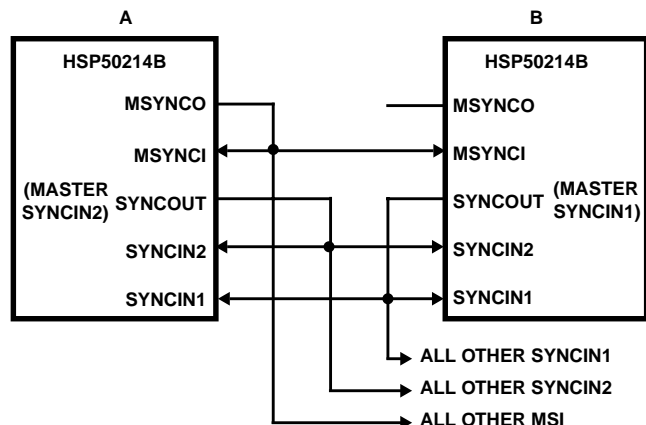 A
B
HSP50214B
HSP50214B
MSYNCO
MSYNCO
MSYNCI
MSYNCI
(MASTER
SYNCIN2)
SYNCOUT
SYNCOUT
(MASTER
SYNCIN1)
SYNCIN2
SYNCIN2
SYNCIN1
SYNCIN1
ALL OTHER SYNCIN1
ALL OTHER SYNCIN2
ALL OTHER MSI